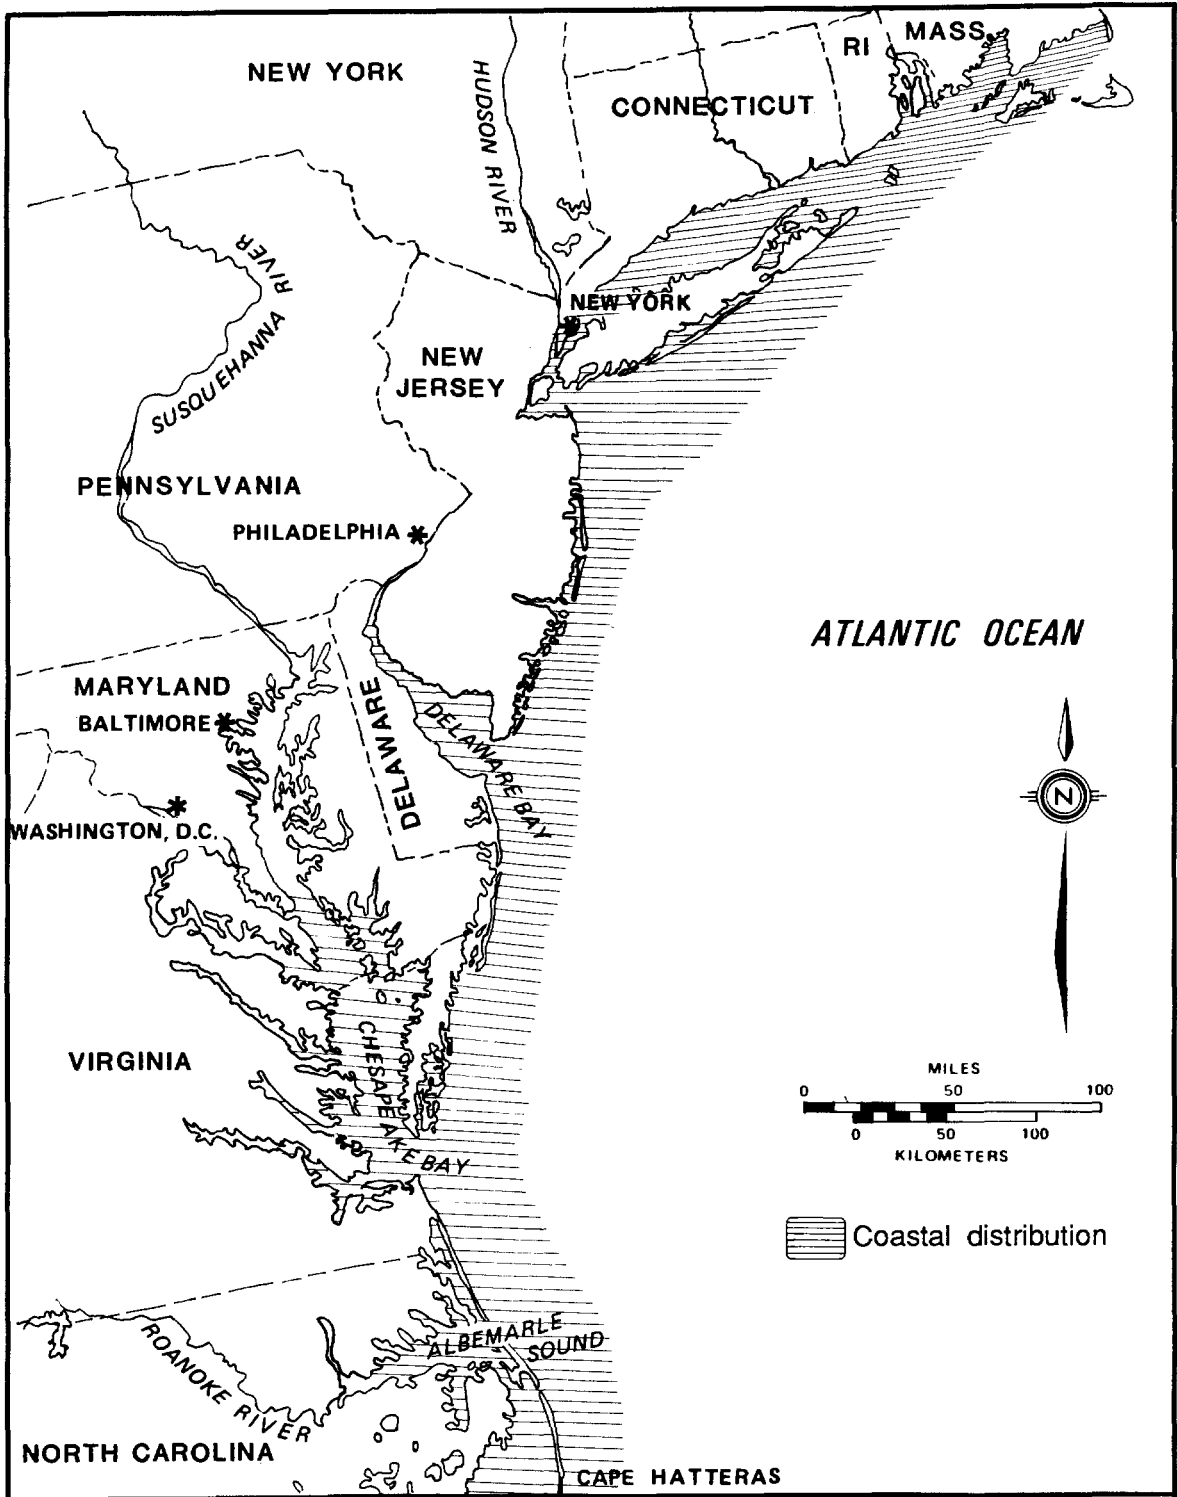 MASS
RI
NEW YORK
HUDSON RIVER
CONNECTICUT
SUSQUEHANNA RIVER
NEW YORK
NEW
JERSEY
PENNSYLVANIA
PHILADELPHIA
ATLANTIC OCEAN
MARYLAND
BALTIMORE
DELAWARE
DELAWARE BAY
WASHINGTON, D.C.
N
CHESAPEAKE BAY
VIRGINIA
MILES
0 50 100
0 50 100
KILOMETERS
Coastal distribution
ALBEMARLE
SOUND
ROANOKE RIVER
NORTH CAROLINA
CAPE HATTERAS